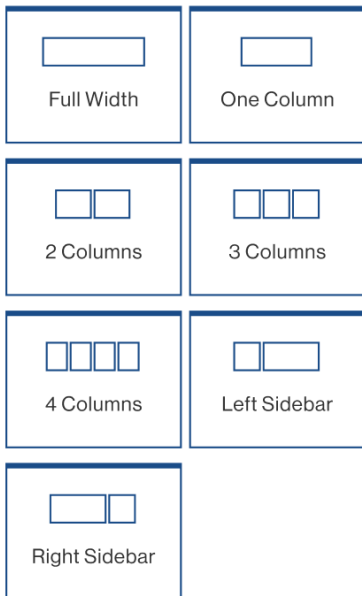 Full Width
One Column
2 Columns
3 Columns
4 Columns
Left Sidebar
Right Sidebar